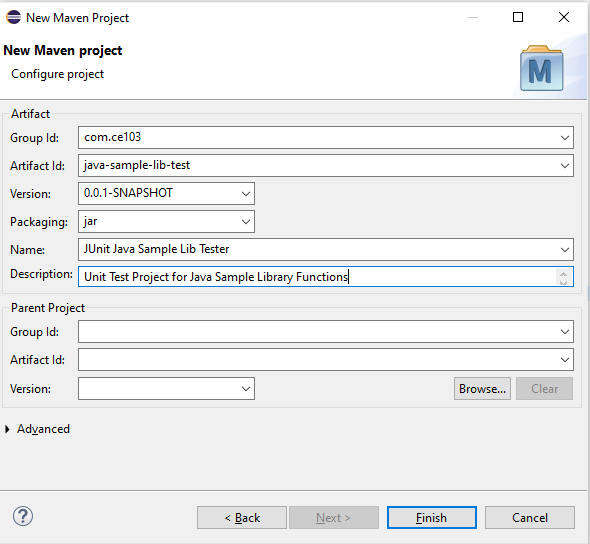 New Maven Project
New Maven project
Configure project
M
Artifact
Group Id: com.ce103
Artifact Id: java-sample-lib-test
Version: 0.0.1-SNAPSHOT
Packaging: jar
Name: JUnit Java Sample Lib Tester
Description: Unit Test Project for Java Sample Library Functions
Parent Project
Group Id:
Artifact Id:
Version: Browse... Clear
Advanced
? < Back Next > Finish Cancel